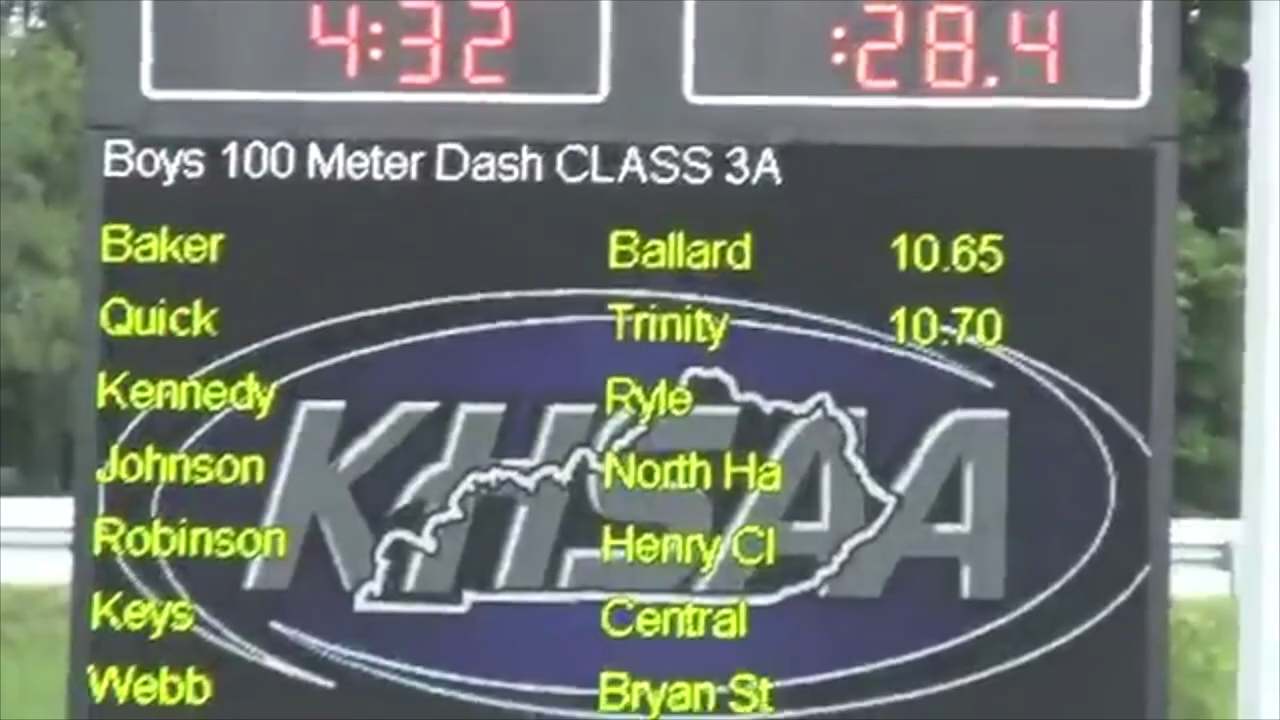 4:32 :28.4
Boys 100 Meter Dash CLASS 3A
Baker Ballard 10.65
Quick Trinity 10.70
Kennedy Ryle
Johnson North Ha
Robinson Henry Cl
Keys Central
Webb Bryan St
KHSAA